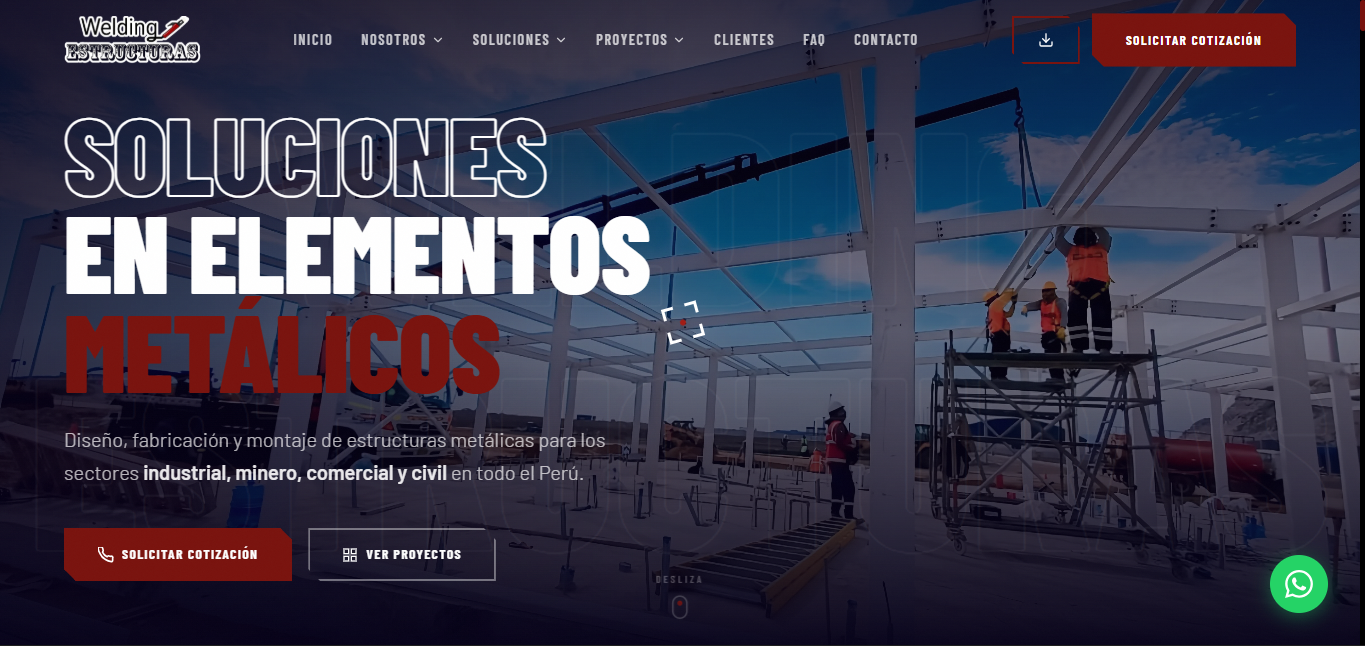 Welding
ESTRUCTURAS
INICIO
NOSOTROS
SOLUCIONES
PROYECTOS
CLIENTES
FAQ
CONTACTO
SOLICITAR COTIZACIÓN
SOLUCIONES
EN ELEMENTOS
METÁLICOS
Diseño, fabricación y montaje de estructuras metálicas para los
sectores industrial, minero, comercial y civil en todo el Perú.
SOLICITAR COTIZACIÓN
VER PROYECTOS
DESLIZA